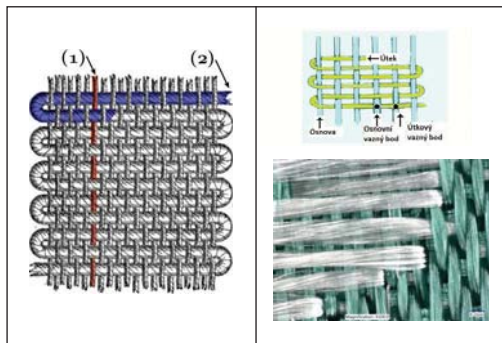 (1)
(2)
Útek
Osnova
Osnovní
vazný bod
Útkový
vazný bod